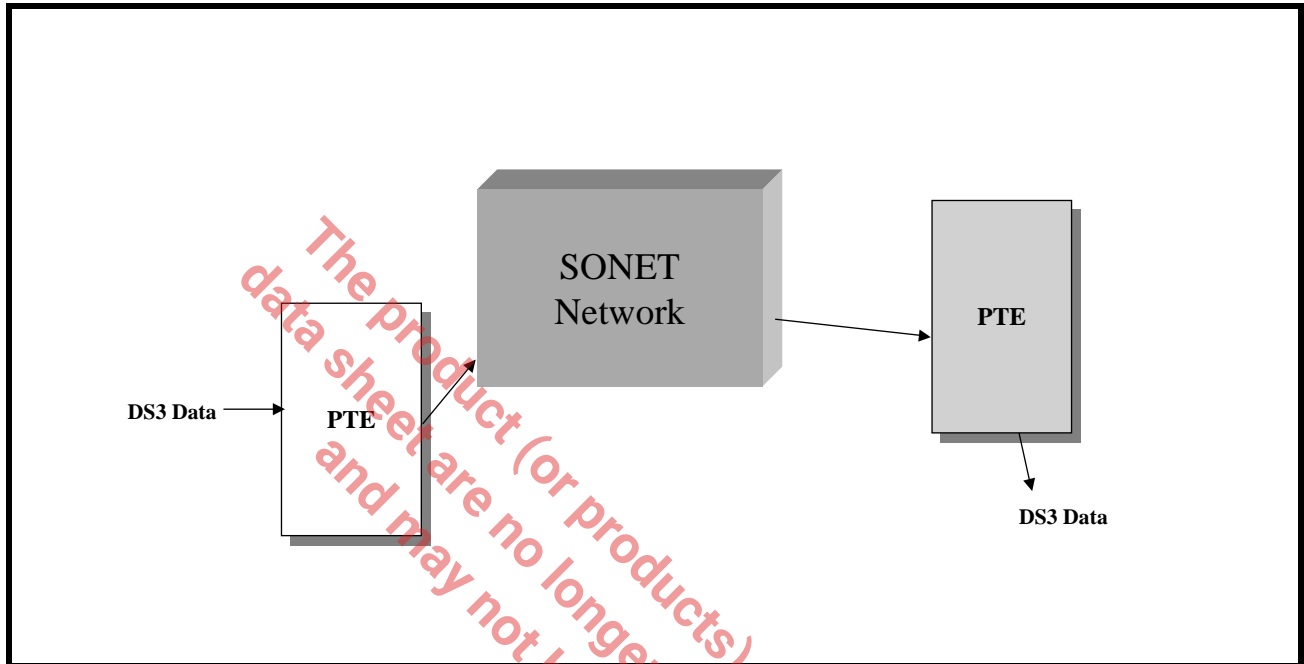 SONET
Network
PTE
DS3 Data
PTE
DS3 Data
The product (or products)
data sheet are no longer
and may not